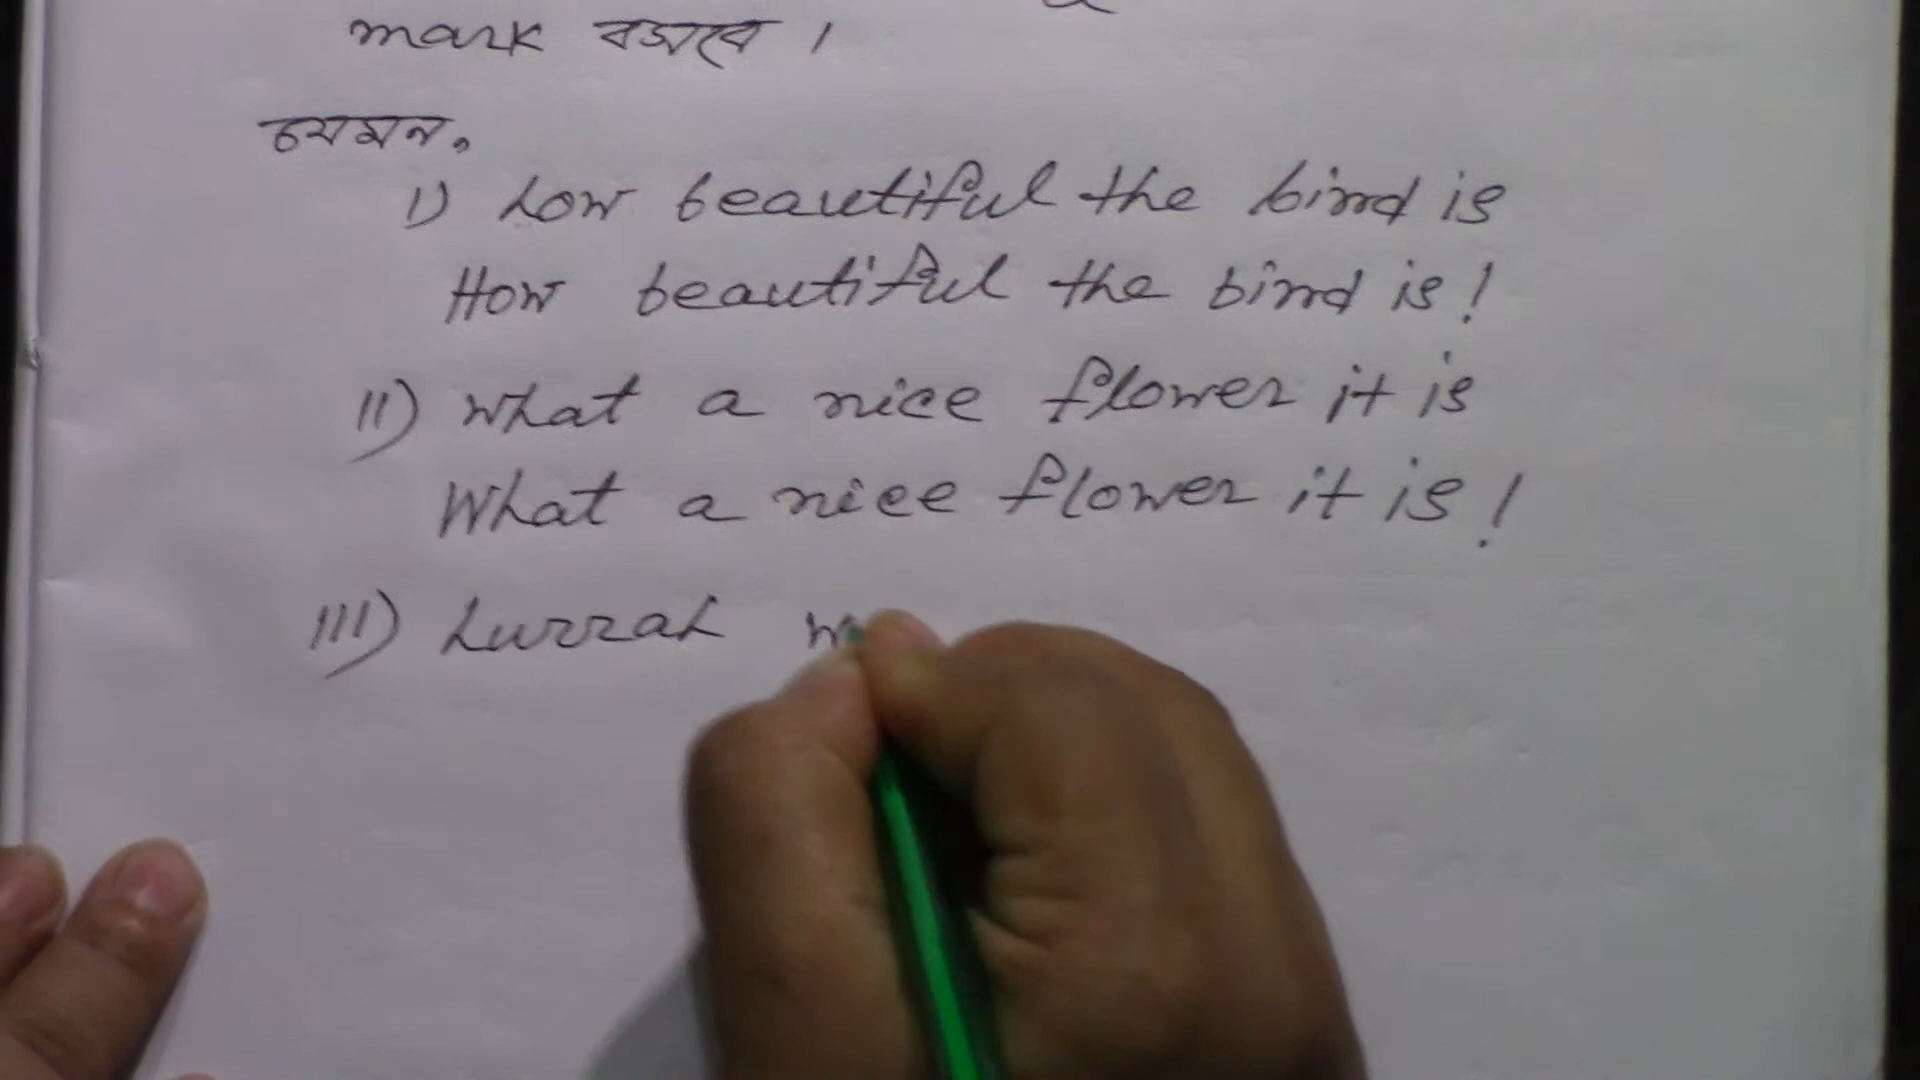 mark বসবে ।
যেমন,
i) how beautiful the bird is
How beautiful the bird is!
ii) what a nice flower it is
What a nice flower it is!
iii) hurrah